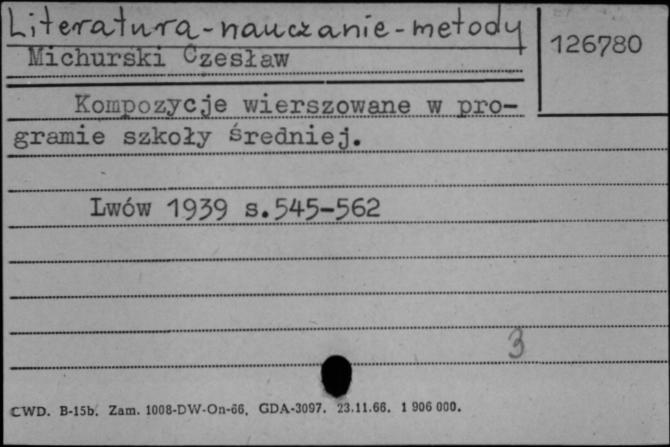 Literatura-nauczanie-metody
126780
Michurski Czesław
Kompozycje wierszowane w pro-
gramie szkoły średniej.
Lwów 1939 s.545-562
3
CWD. B-15b. Zam. 1008-DW-On-66. GDA-3097. 23.11.66. 1 906 000.